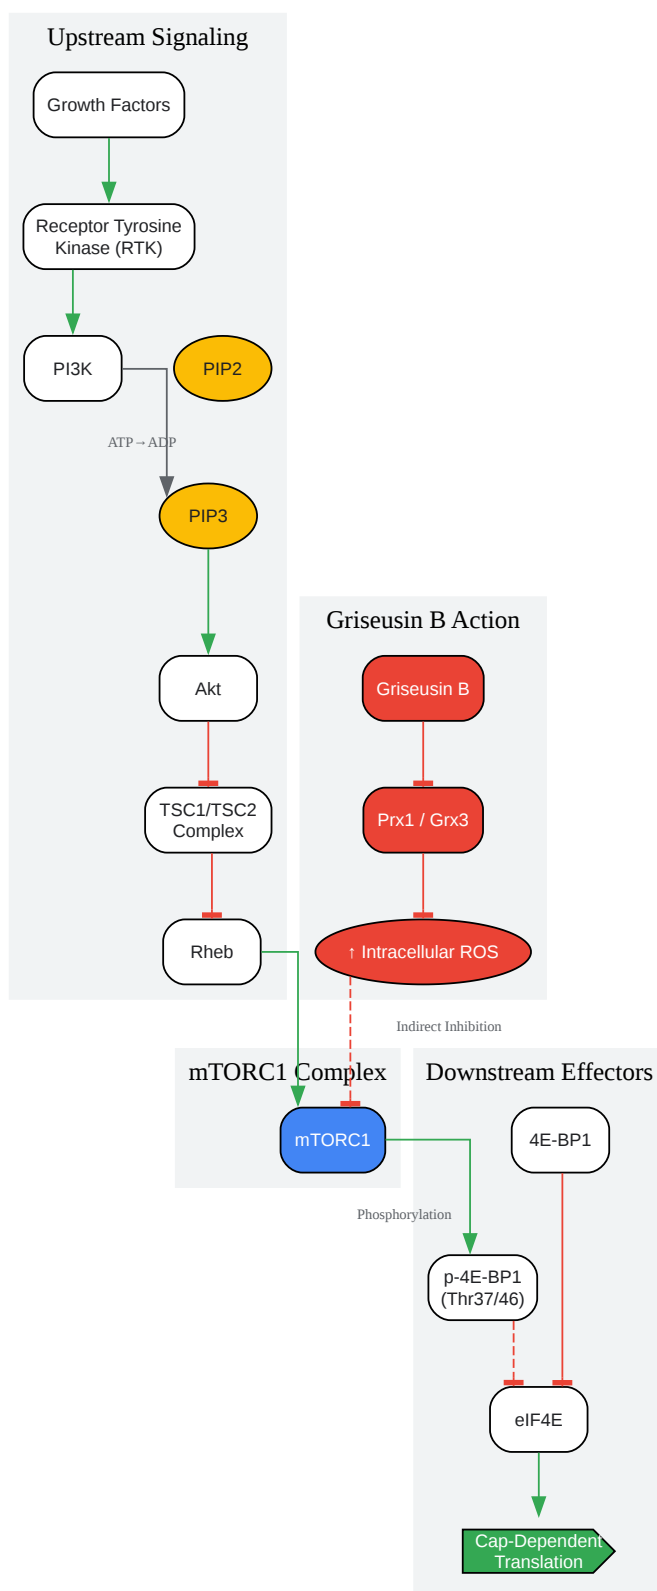 Upstream Signaling
Growth Factors
Receptor Tyrosine
Kinase (RTK)
PI3K
PIP2
ATP→ADP
PIP3
Akt
TSC1/TSC2
Complex
Rheb
Griseusin B Action
Griseusin B
Prx1 / Grx3
↑ Intracellular ROS
Indirect Inhibition
mTORC1 Complex
mTORC1
Phosphorylation
Downstream Effectors
4E-BP1
p-4E-BP1
(Thr37/46)
eIF4E
Cap-Dependent
Translation